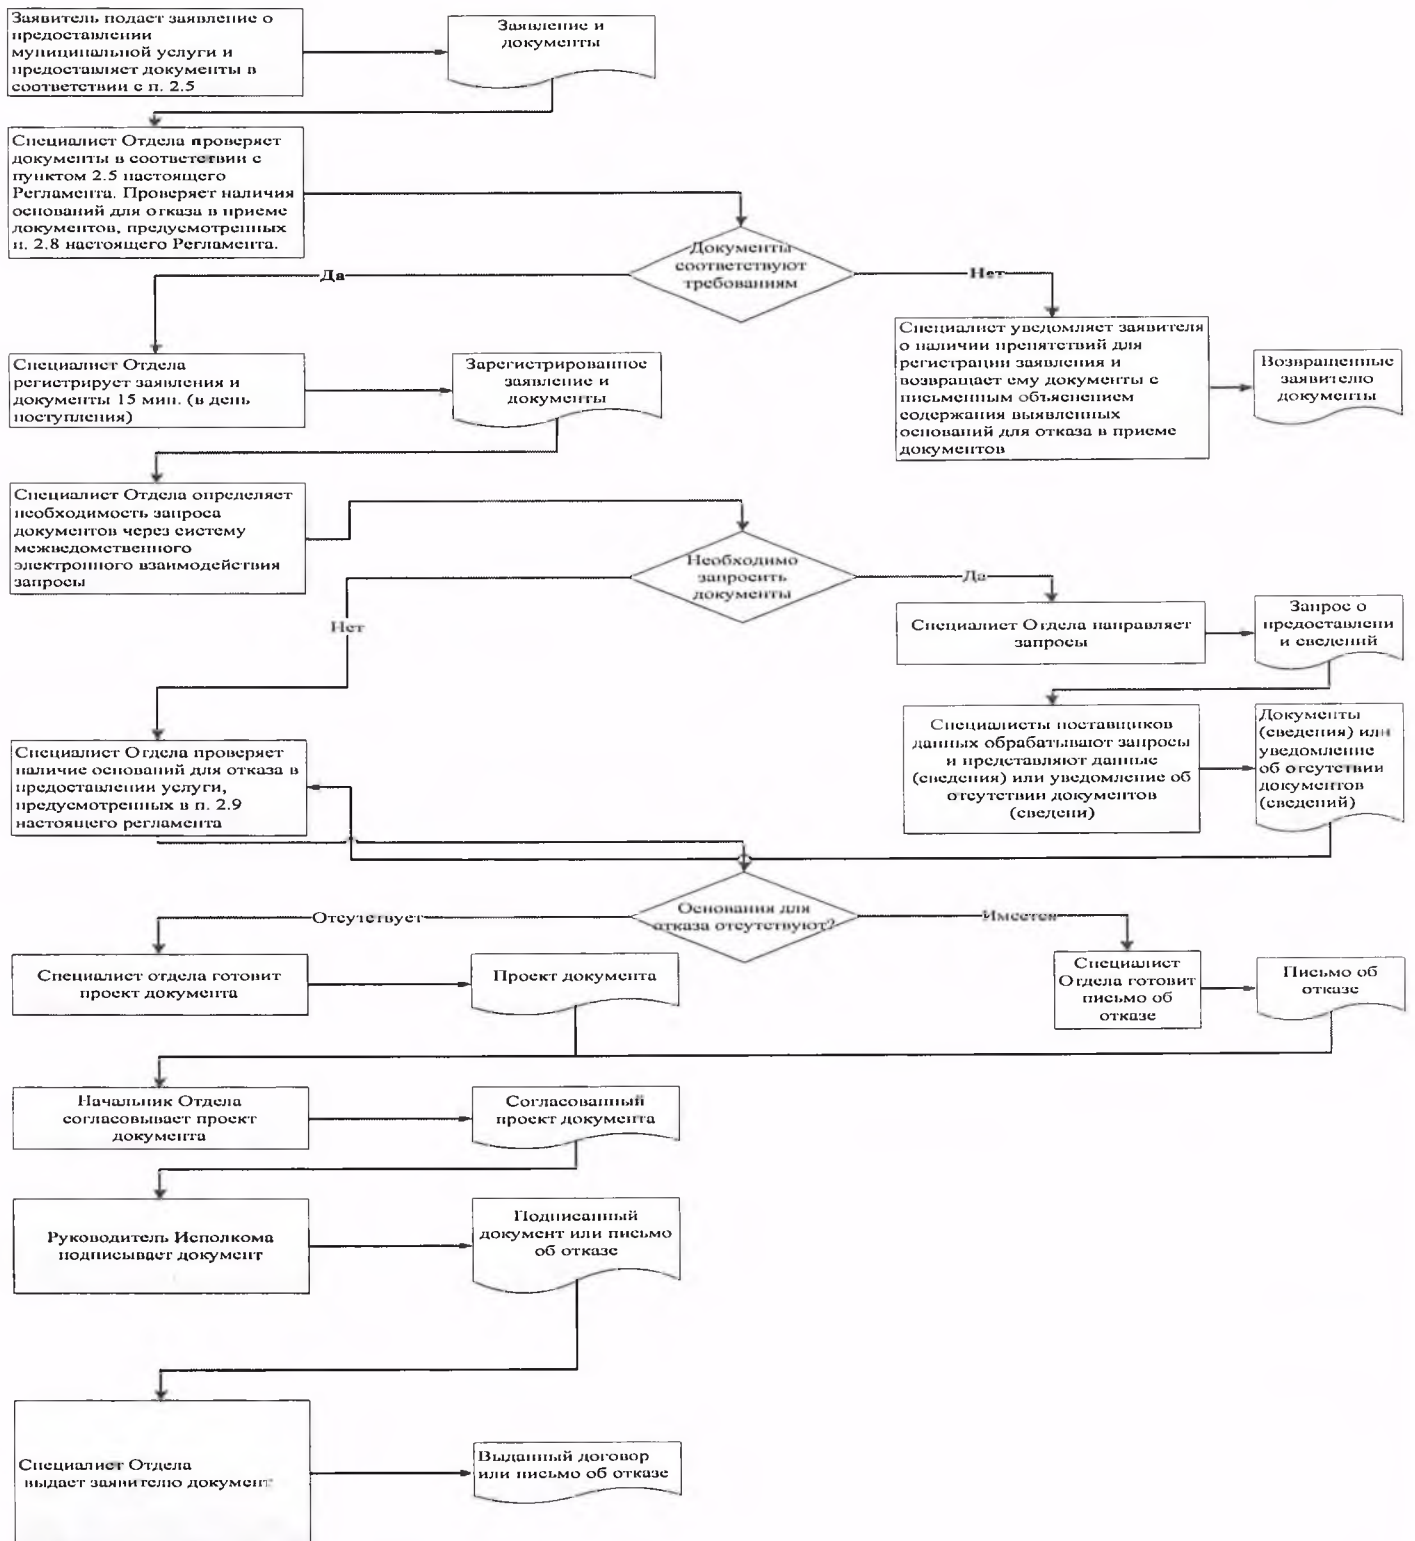 Заявитель подает заявление о
предоставлении
муниципальной услуги и
предоставляет документы в
соответствии с п. 2.5
Заявление и
документы
Специалист Отдела проверяет
документы в соответствии с
пунктом 2.5 настоящего
Регламента. Проверяет наличия
оснований для отказа в приеме
документов, предусмотренных
п. 2.8 настоящего Регламента.
Документы
соответствуют
требованиям
Да
Нет
Специалист уведомляет заявителя
о наличии препятствий для
регистрации заявления и
возвращает ему документы с
письменным объяснением
содержания выявленных
оснований для отказа в приеме
документов
Возвращенные
заявителю
документы
Специалист Отдела
регистрирует заявления и
документы 15 мин. (в день
поступления)
Зарегистрированное
заявление и
документы
Специалист Отдела определяет
необходимость запроса
документов через систему
межведомственного
электронного взаимодействия
запросы
Необходимо
запросить
документы
Да
Нет
Специалист Отдела направляет
запросы
Запрос о
предоставлени
и сведений
Специалисты поставщиков
данных обрабатывают запросы
и представляют данные
(сведения) или уведомление об
отсутствии документов
(сведени)
Документы
(сведения) или
уведомление
об отсутствии
документов
(сведений)
Специалист Отдела проверяет
наличие оснований для отказа в
предоставлении услуги,
предусмотренных в п. 2.9
настоящего регламента
Основания для
отказа отсутствуют?
Отсутствует
Имеется
Специалист отдела готовит
проект документа
Проект документа
Специалист
Отдела готовит
письмо об
отказе
Письмо об
отказе
Начальник Отдела
согласовывает проект
документа
Согласованный
проект документа
Руководитель Исполкома
подписывает документ
Подписанный
документ или письмо
об отказе
Специалист Отдела
выдает заявителю документ
Выданный договор
или письмо об отказе